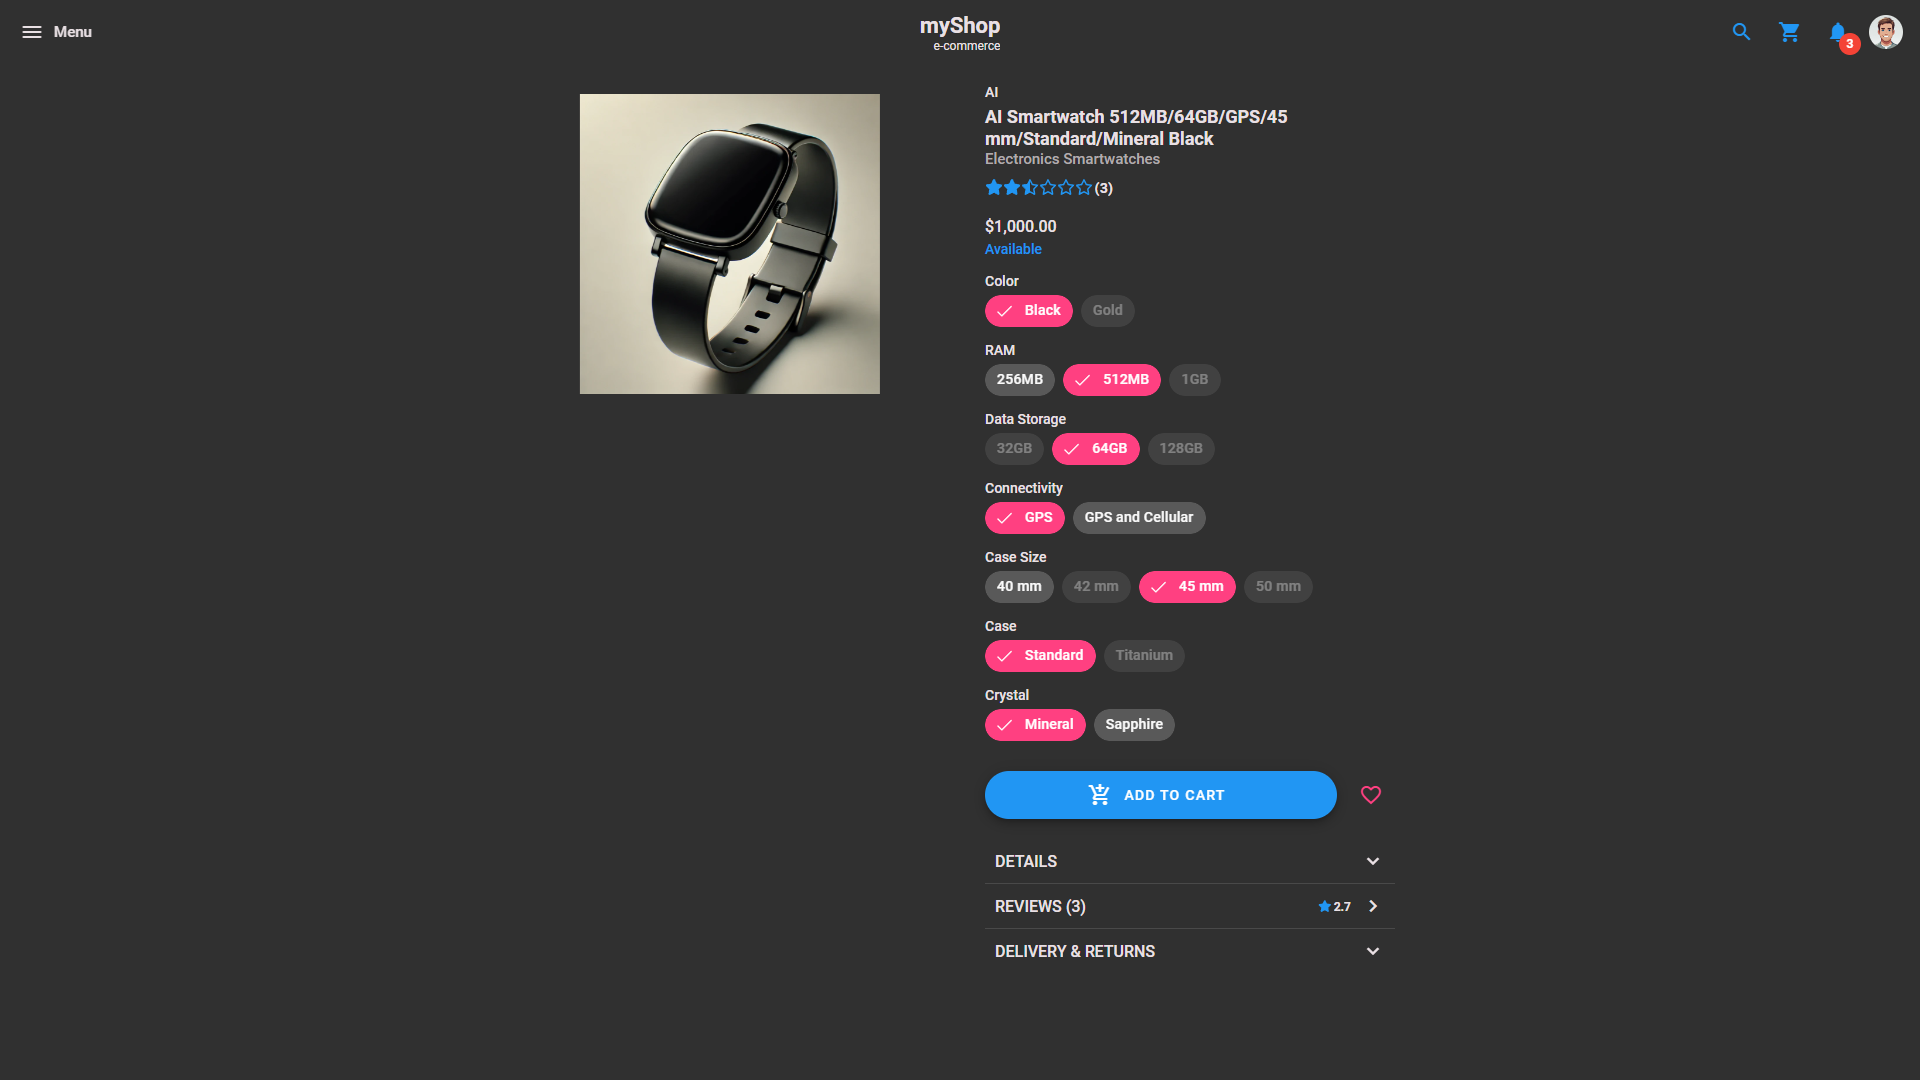 Menu
myShop
e-commerce
3
AI
AI Smartwatch 512MB/64GB/GPS/45
mm/Standard/Mineral Black
Electronics Smartwatches
(3)
$1,000.00
Available
Color
Black Gold
RAM
256MB 512MB 1GB
Data Storage
32GB 64GB 128GB
Connectivity
GPS GPS and Cellular
Case Size
40 mm 42 mm 45 mm 50 mm
Case
Standard Titanium
Crystal
Mineral Sapphire
ADD TO CART
DETAILS
REVIEWS (3) 2.7
DELIVERY & RETURNS